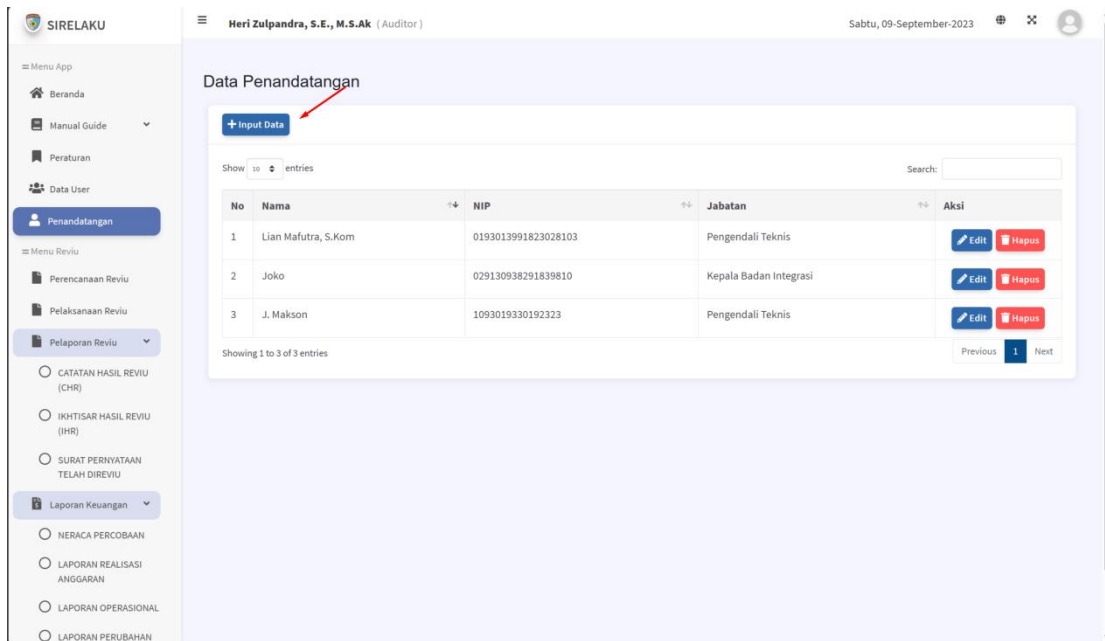 SIRELAKU
Heri Zulpandra, S.E., M.S.Ak ( Auditor )
Sabtu, 09-September-2023
Menu App
Beranda
Manual Guide
Peraturan
Data User
Penandatangan
Menu Reviu
Perencanaan Reviu
Pelaksanaan Reviu
Pelaporan Reviu
CATATAN HASIL REVIU
(CHR)
IKHTISAR HASIL REVIU
(IHR)
SURAT PERNYATAAN
TELAH DIREVIU
Laporan Keuangan
NERACA PERCOBAAN
LAPORAN REALISASI
ANGGARAN
LAPORAN OPERASIONAL
LAPORAN PERUBAHAN
Data Penandatangan
+ Input Data
Show 10 entries
Search:
No Nama NIP Jabatan Aksi
1 Lian Mafutra, S.Kom 0193013991823028103 Pengendali Teknis Edit Hapus
2 Joko 029130938291839810 Kepala Badan Integrasi Edit Hapus
3 J. Makson 1093019330192323 Pengendali Teknis Edit Hapus
Showing 1 to 3 of 3 entries
Previous 1 Next